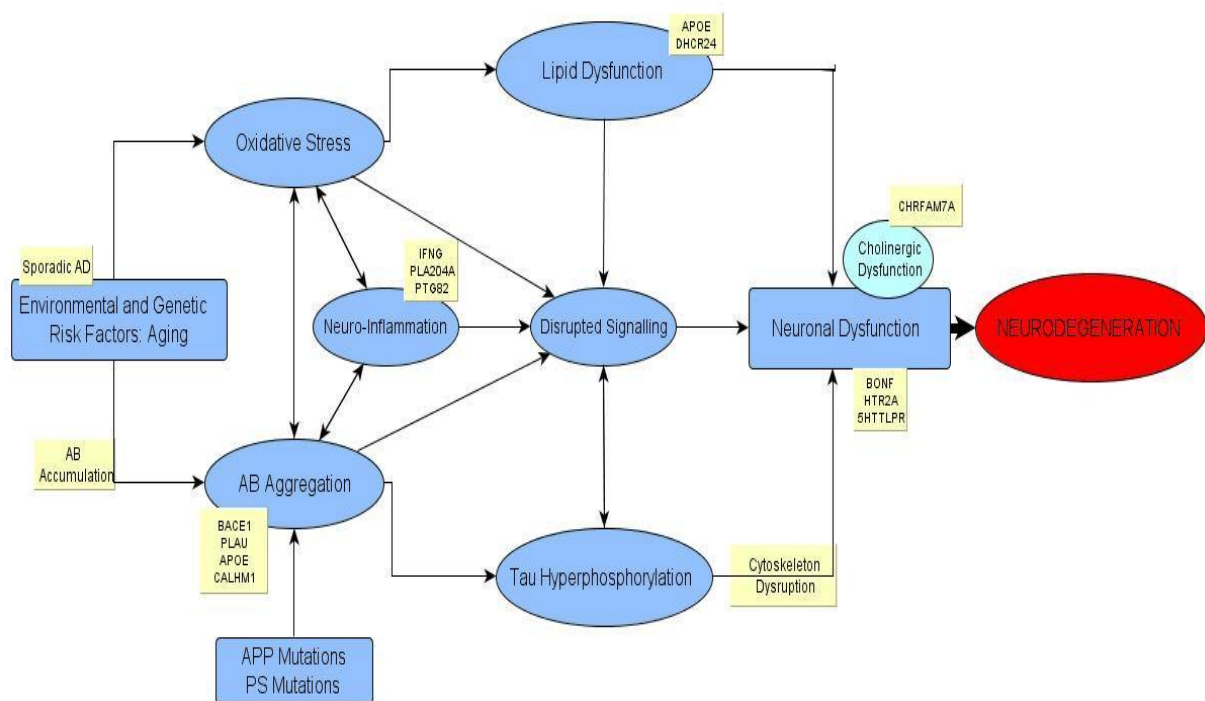 APOE
DHCR24
Lipid Dysfunction
Oxidative Stress
CHRFAM7A
Cholinergic
Dysfunction
Sporadic AD
Environmental and Genetic
Risk Factors: Aging
IFNG
PLA204A
PTG82
Neuro-Inflammation
Disrupted Signalling
Neuronal Dysfunction
NEURODEGENERATION
BONF
HTR2A
5HTTLPR
AB
Accumulation
AB Aggregation
BACE1
PLAU
APOE
CALHM1
Tau Hyperphosphorylation
Cytoskeleton
Dysruption
APP Mutations
PS Mutations